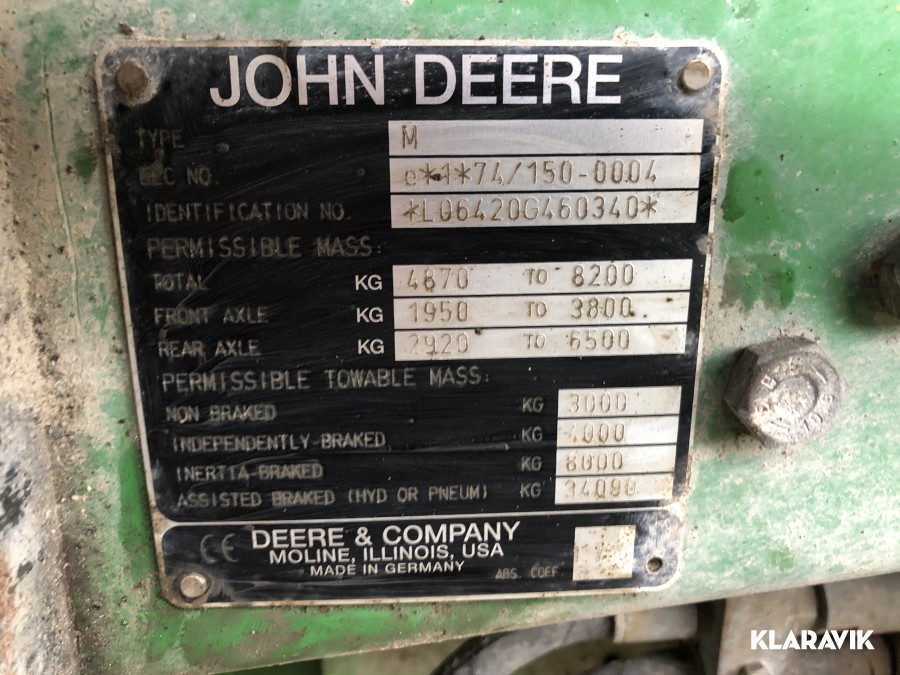 JOHN DEERE
TYPE M
EEC NO. e*1*74/150-0004
IDENTIFICATION NO. *L06420G460340*
PERMISSIBLE MASS:
TOTAL KG 4870 TO 8200
FRONT AXLE KG 1950 TO 3800
REAR AXLE KG 2920 TO 6500
PERMISSIBLE TOWABLE MASS:
NON BRAKED KG 3000
INDEPENDENTLY-BRAKED KG 4000
INERTIA-BRAKED KG 8000
ASSISTED BRAKED (HYD OR PNEUM) KG 34090
CE DEERE & COMPANY
MOLINE, ILLINOIS, USA
MADE IN GERMANY
ABS. COEF.
KLARAVIK